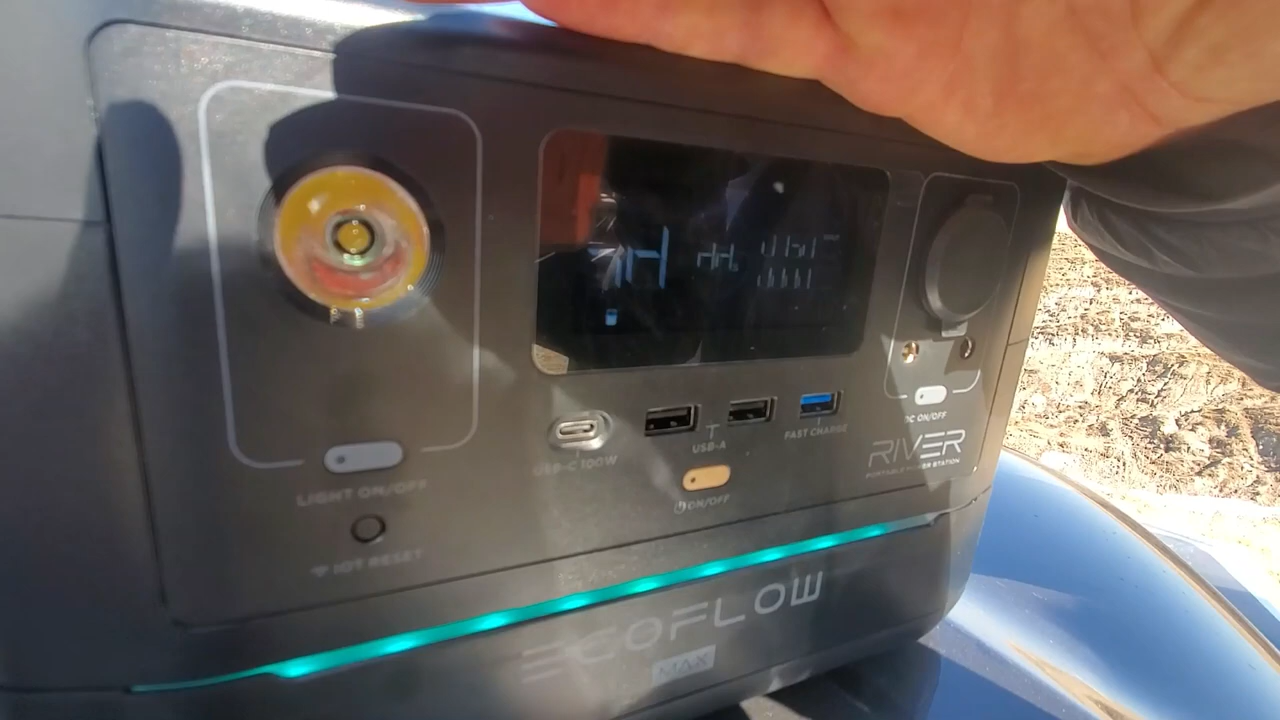 LIGHT ON/OFF
IOT RESET
USB-C 100W
USB-A
FAST CHARGE
ON/OFF
DC ON/OFF
RIVER
PORTABLE POWER STATION
ECOFLOW
MAX